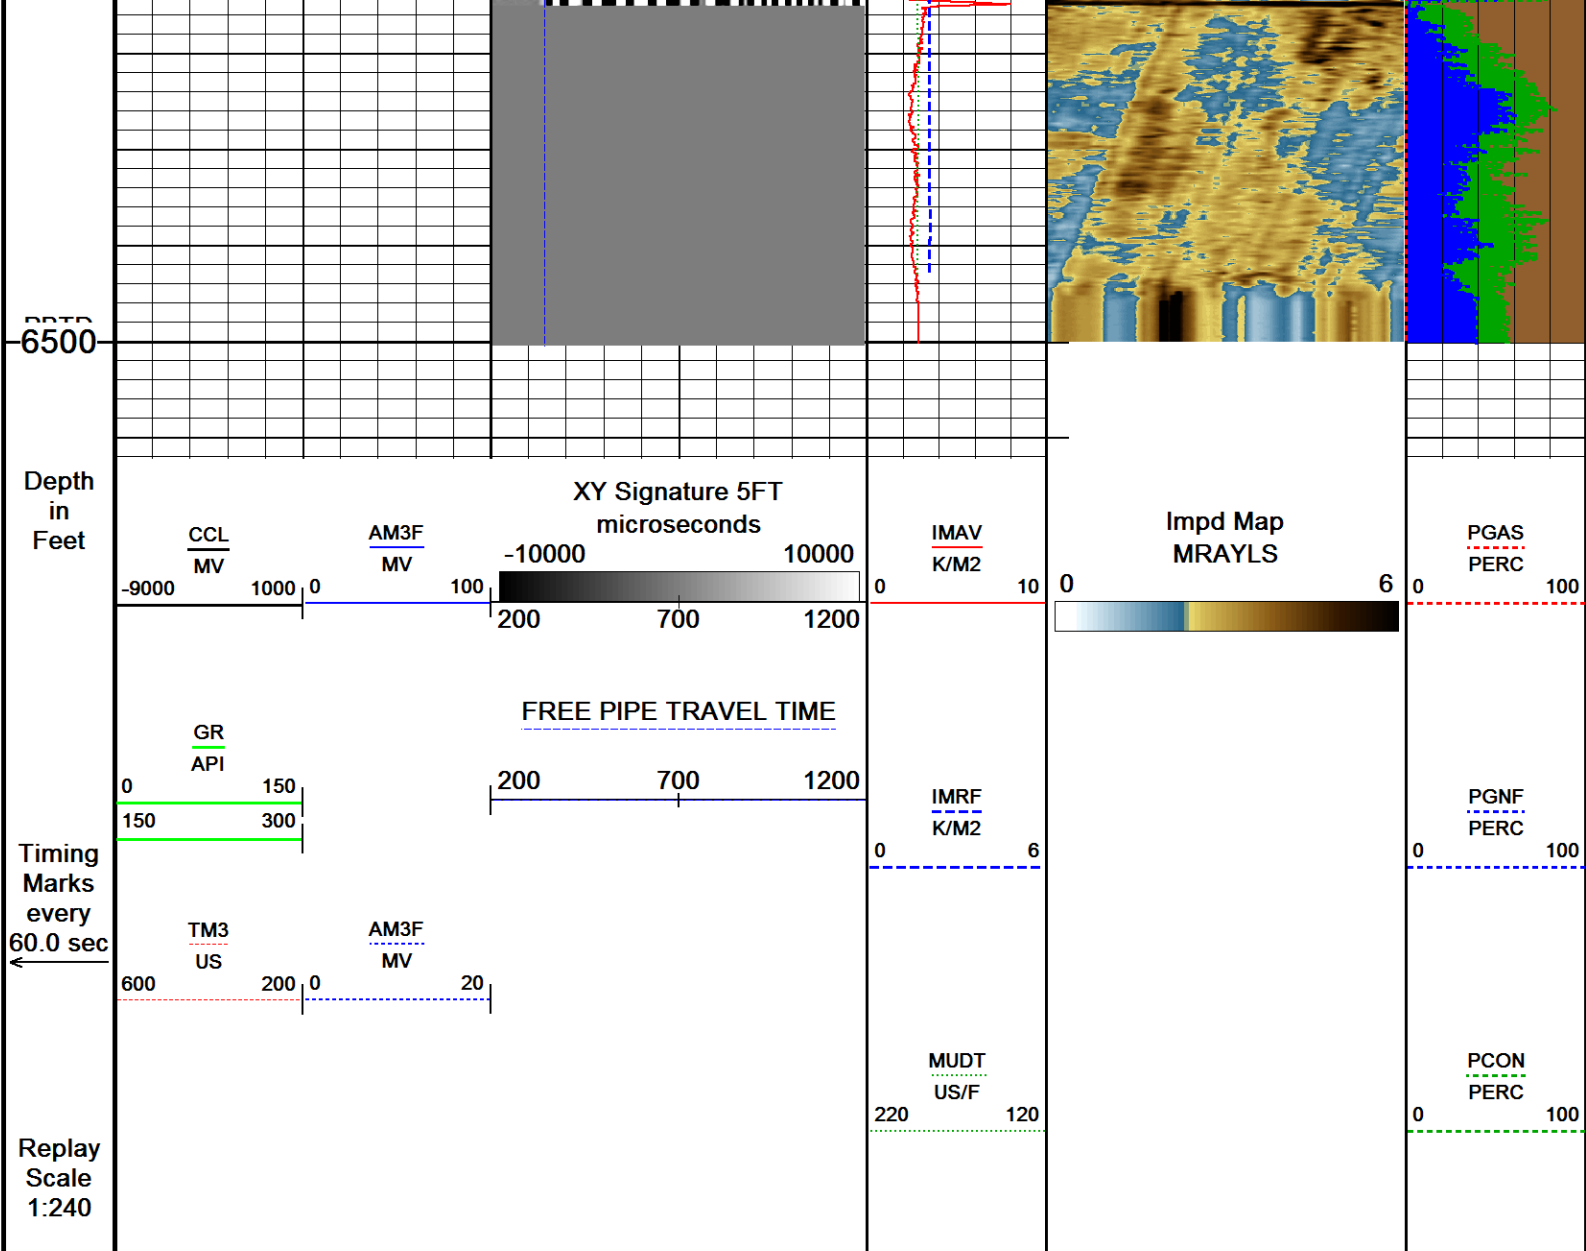 6500
Depth
in
Feet
CCL
MV
-9000 1000
AM3F
MV
0 100
XY Signature 5FT
microseconds
-10000 10000
200 700 1200
IMAV
K/M2
0 10
Impd Map
MRAYLS
0 6
PGAS
PERC
0 100
GR
API
0 150
150 300
FREE PIPE TRAVEL TIME
200 700 1200
IMRF
K/M2
0 6
PGNF
PERC
0 100
Timing
Marks
every
60.0 sec
TM3
US
600 200
AM3F
MV
0 20
MUDT
US/F
220 120
PCON
PERC
0 100
Replay
Scale
1:240